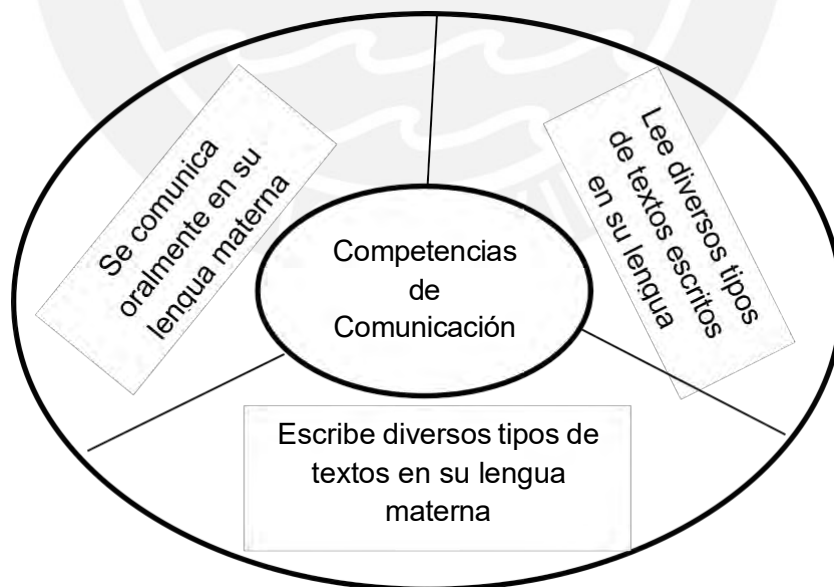 Se comunica
oralmente en su
lengua materna
Lee diversos tipos
de textos escritos
en su lengua
Competencias
de
Comunicación
Escribe diversos tipos de
textos en su lengua
materna